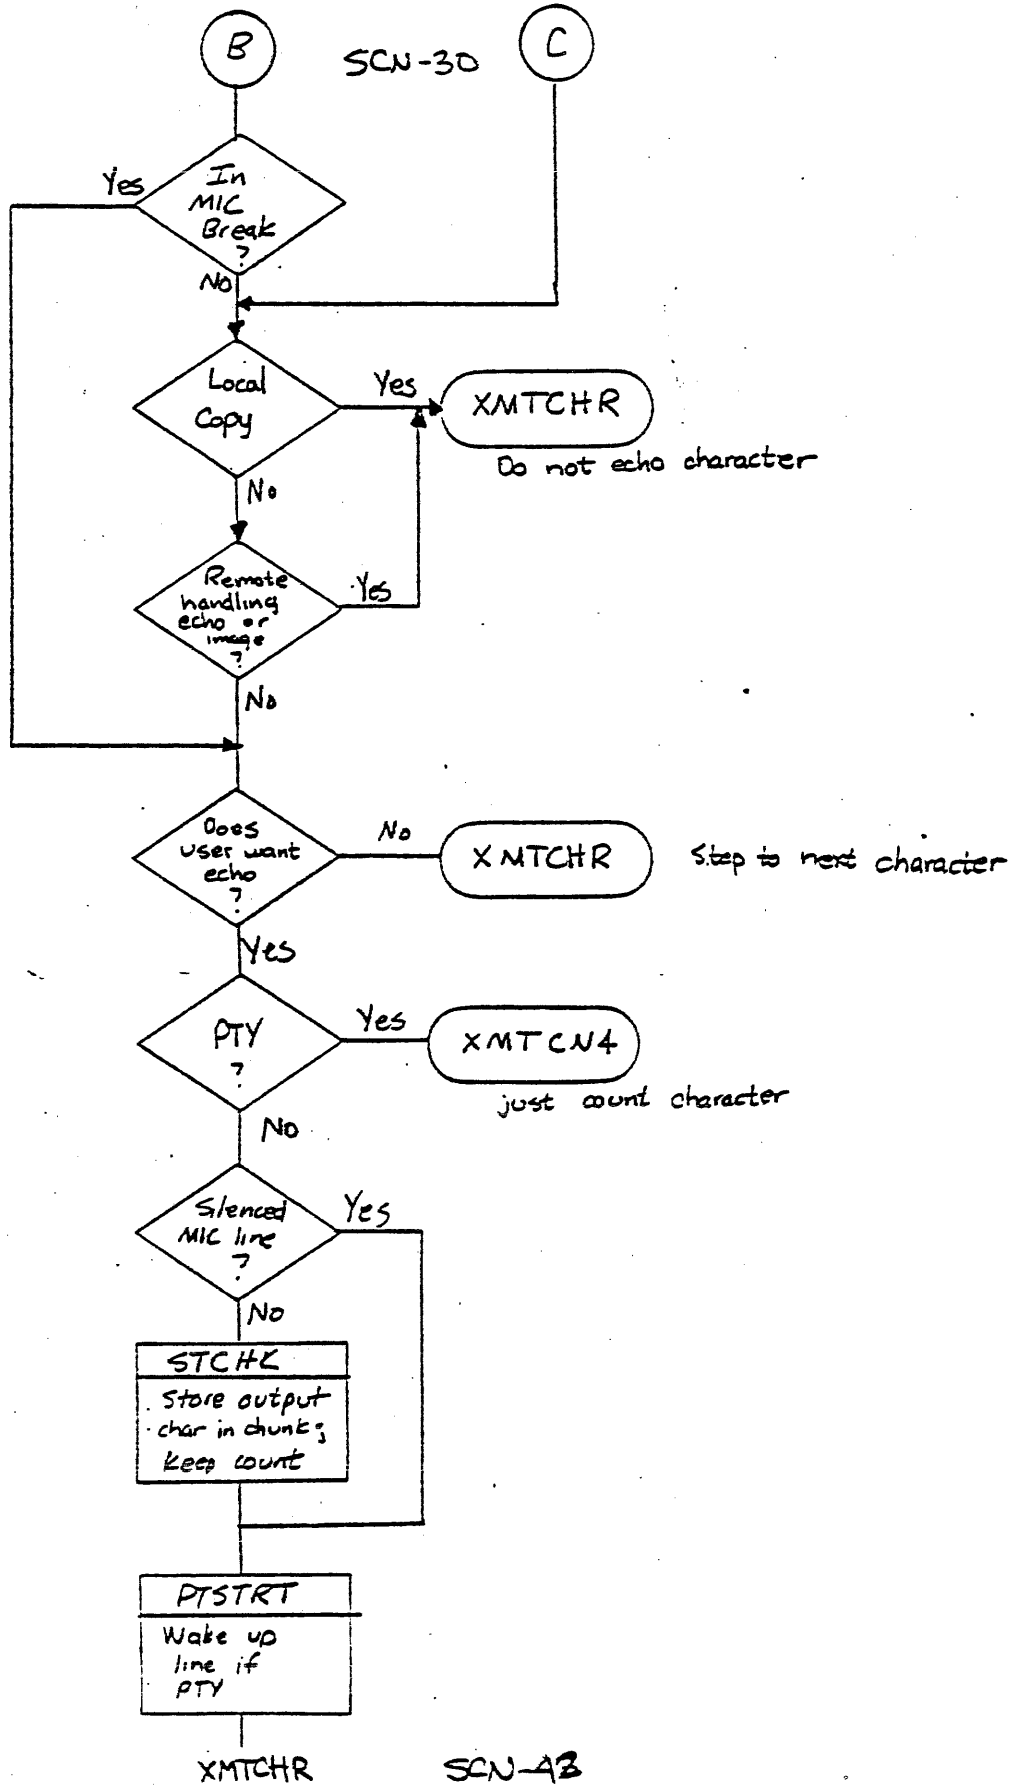 B
SCN-30
C
Yes
In
MIC
Break
?
No
Local
Copy
Yes
XMTCHR
Do not echo character
No
Remote
handling
echo or
image
?
Yes
No
Does
user want
echo
?
No
XMTCHR
Step to next character
Yes
PTY
?
Yes
XMTCN4
just count character
No
Silenced
MIC line
?
Yes
No
STCHK
Store output
char in chunk;
keep count
PTSTRT
Wake up
line if
PTY
XMTCHR